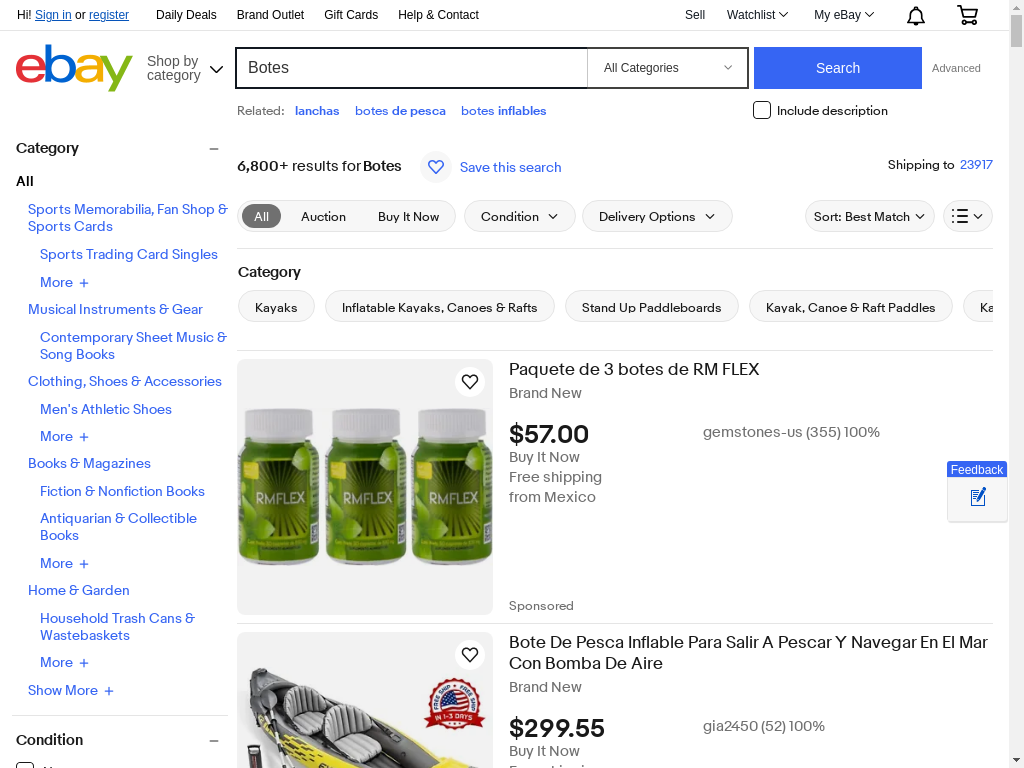 Hi! Sign in or register
Daily Deals
Brand Outlet
Gift Cards
Help & Contact
Sell
Watchlist
My eBay
ebay
Shop by category
Botes
All Categories
Search
Advanced
Related: lanchas botes de pesca botes inflables
Include description
Category
All
Sports Memorabilia, Fan Shop &
Sports Cards
Sports Trading Card Singles
More
Musical Instruments & Gear
Contemporary Sheet Music &
Song Books
Clothing, Shoes & Accessories
Men's Athletic Shoes
More
Books & Magazines
Fiction & Nonfiction Books
Antiquarian & Collectible
Books
More
Home & Garden
Household Trash Cans &
Wastebaskets
More
Show More
Condition
6,800+ results for Botes
Save this search
Shipping to 23917
All
Auction
Buy It Now
Condition
Delivery Options
Sort: Best Match
Category
Kayaks
Inflatable Kayaks, Canoes & Rafts
Stand Up Paddleboards
Kayak, Canoe & Raft Paddles
Ka
RMFLEX RMFLEX RMFLEX
Paquete de 3 botes de RM FLEX
Brand New
$57.00
Buy It Now
Free shipping
from Mexico
gemstones-us (355) 100%
Sponsored
Feedback
FREE SHIP FREE SHIP
IN 1-3 DAYS
Bote De Pesca Inflable Para Salir A Pescar Y Navegar En El Mar
Con Bomba De Aire
Brand New
$299.55
Buy It Now
gia2450 (52) 100%